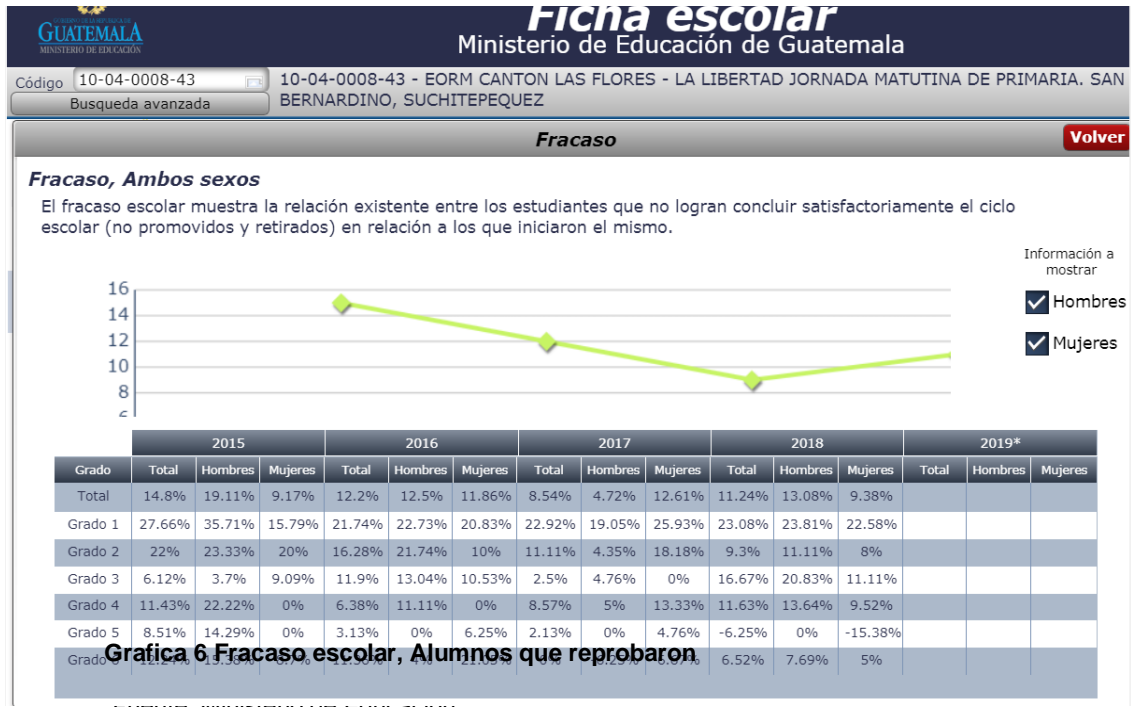 Ficha escolar
GUATEMALA
MINISTERIO DE EDUCACIÓN
Ministerio de Educación de Guatemala
Código 10-04-0008-43
Busqueda avanzada
10-04-0008-43 - EORM CANTON LAS FLORES - LA LIBERTAD JORNADA MATUTINA DE PRIMARIA. SAN
BERNARDINO, SUCHITEPEQUEZ
Fracaso
Volver
Fracaso, Ambos sexos
El fracaso escolar muestra la relación existente entre los estudiantes que no logran concluir satisfactoriamente el ciclo
escolar (no promovidos y retirados) en relación a los que iniciaron el mismo.
Información a
mostrar
Hombres
Mujeres
16
14
12
10
8
2015 2016 2017 2018 2019*
Grado Total Hombres Mujeres Total Hombres Mujeres Total Hombres Mujeres Total Hombres Mujeres Total Hombres Mujeres
Total 14.8% 19.11% 9.17% 12.2% 12.5% 11.86% 8.54% 4.72% 12.61% 11.24% 13.08% 9.38%
Grado 1 27.66% 35.71% 15.79% 21.74% 22.73% 20.83% 22.92% 19.05% 25.93% 23.08% 23.81% 22.58%
Grado 2 22% 23.33% 20% 16.28% 21.74% 10% 11.11% 4.35% 18.18% 9.3% 11.11% 8%
Grado 3 6.12% 3.7% 9.09% 11.9% 13.04% 10.53% 2.5% 4.76% 0% 16.67% 20.83% 11.11%
Grado 4 11.43% 22.22% 0% 6.38% 11.11% 0% 8.57% 5% 13.33% 11.63% 13.64% 9.52%
Grado 5 8.51% 14.29% 0% 3.13% 0% 6.25% 2.13% 0% 4.76% -6.25% 0% -15.38%
Grafica 6 Fracaso escolar, Alumnos que reprobaron
Grado 6.52% 7.69% 5%